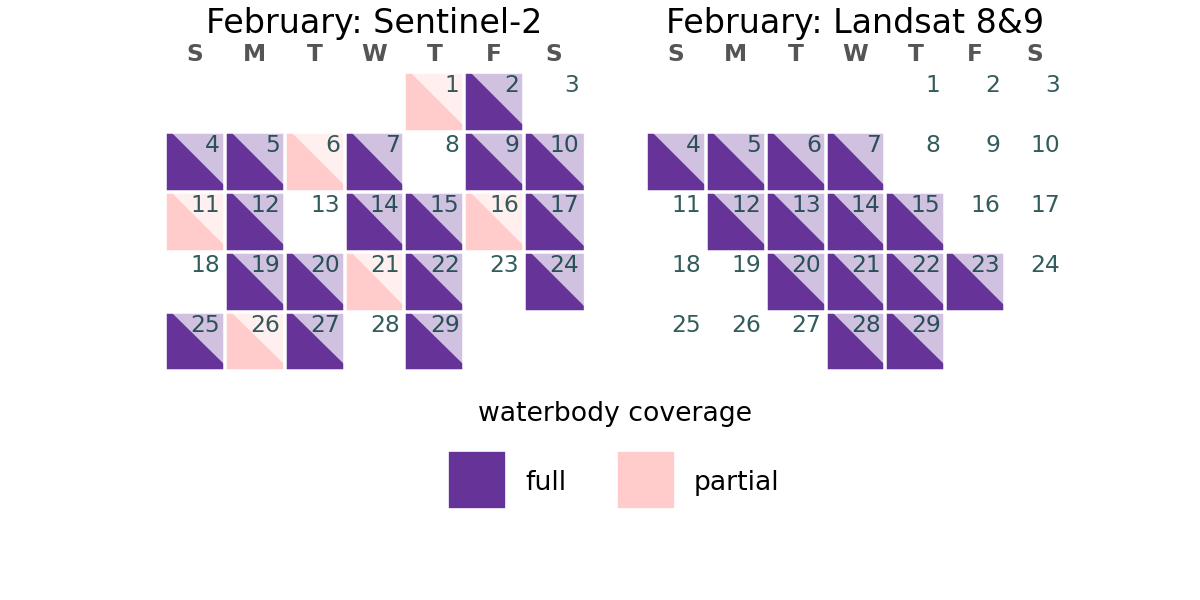 February: Sentinel-2
S M T W T F S
1 2 3
4 5 6 7 8 9 10
11 12 13 14 15 16 17
18 19 20 21 22 23 24
25 26 27 28 29
February: Landsat 8&9
S M T W T F S
1 2 3
4 5 6 7 8 9 10
11 12 13 14 15 16 17
18 19 20 21 22 23 24
25 26 27 28 29
waterbody coverage
full partial